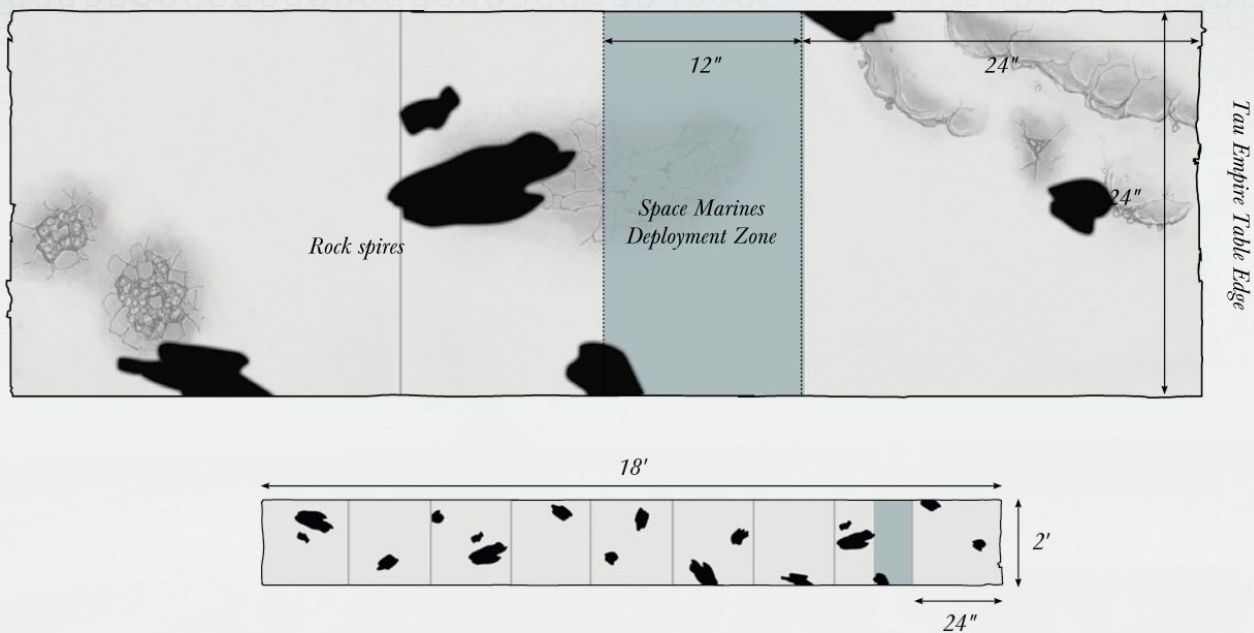 12"
24"
Tau Empire Table Edge
24"
Space Marines
Deployment Zone
Rock spires
18'
2'
24"